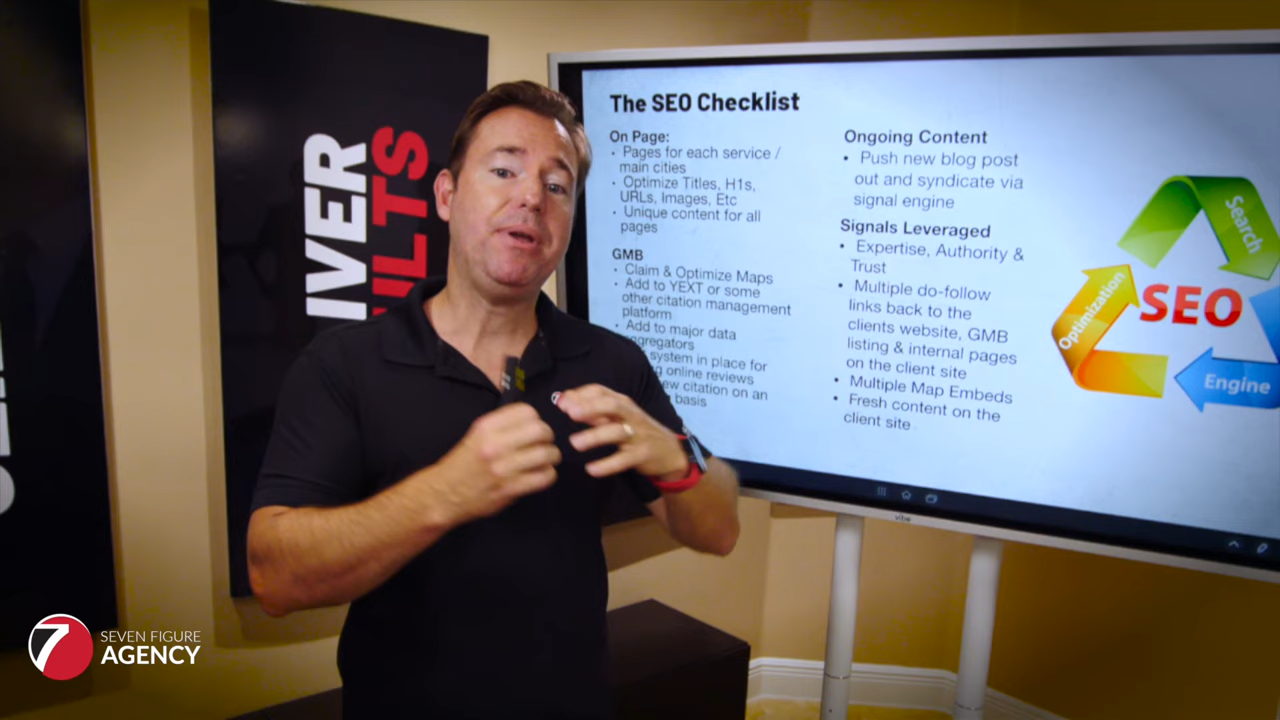 IVER
ULTS
The SEO Checklist
On Page:
• Pages for each service /
main cities
• Optimize Titles, H1s,
URLs, Images, Etc
• Unique content for all
pages
GMB
• Claim & Optimize Maps
• Add to YEXT or some
other citation management
platform
• Add to major data
system in place for
online reviews
citation on an
basis
Ongoing Content
• Push new blog post
out and syndicate via
signal engine
Signals Leveraged
• Expertise, Authority &
Trust
• Multiple do-follow
links back to the
clients website, GMB
listing & internal pages
on the client site
• Multiple Map Embeds
• Fresh content on the
client site
Search
Optimization
SEO
Engine
vibe
7
SEVEN FIGURE
AGENCY